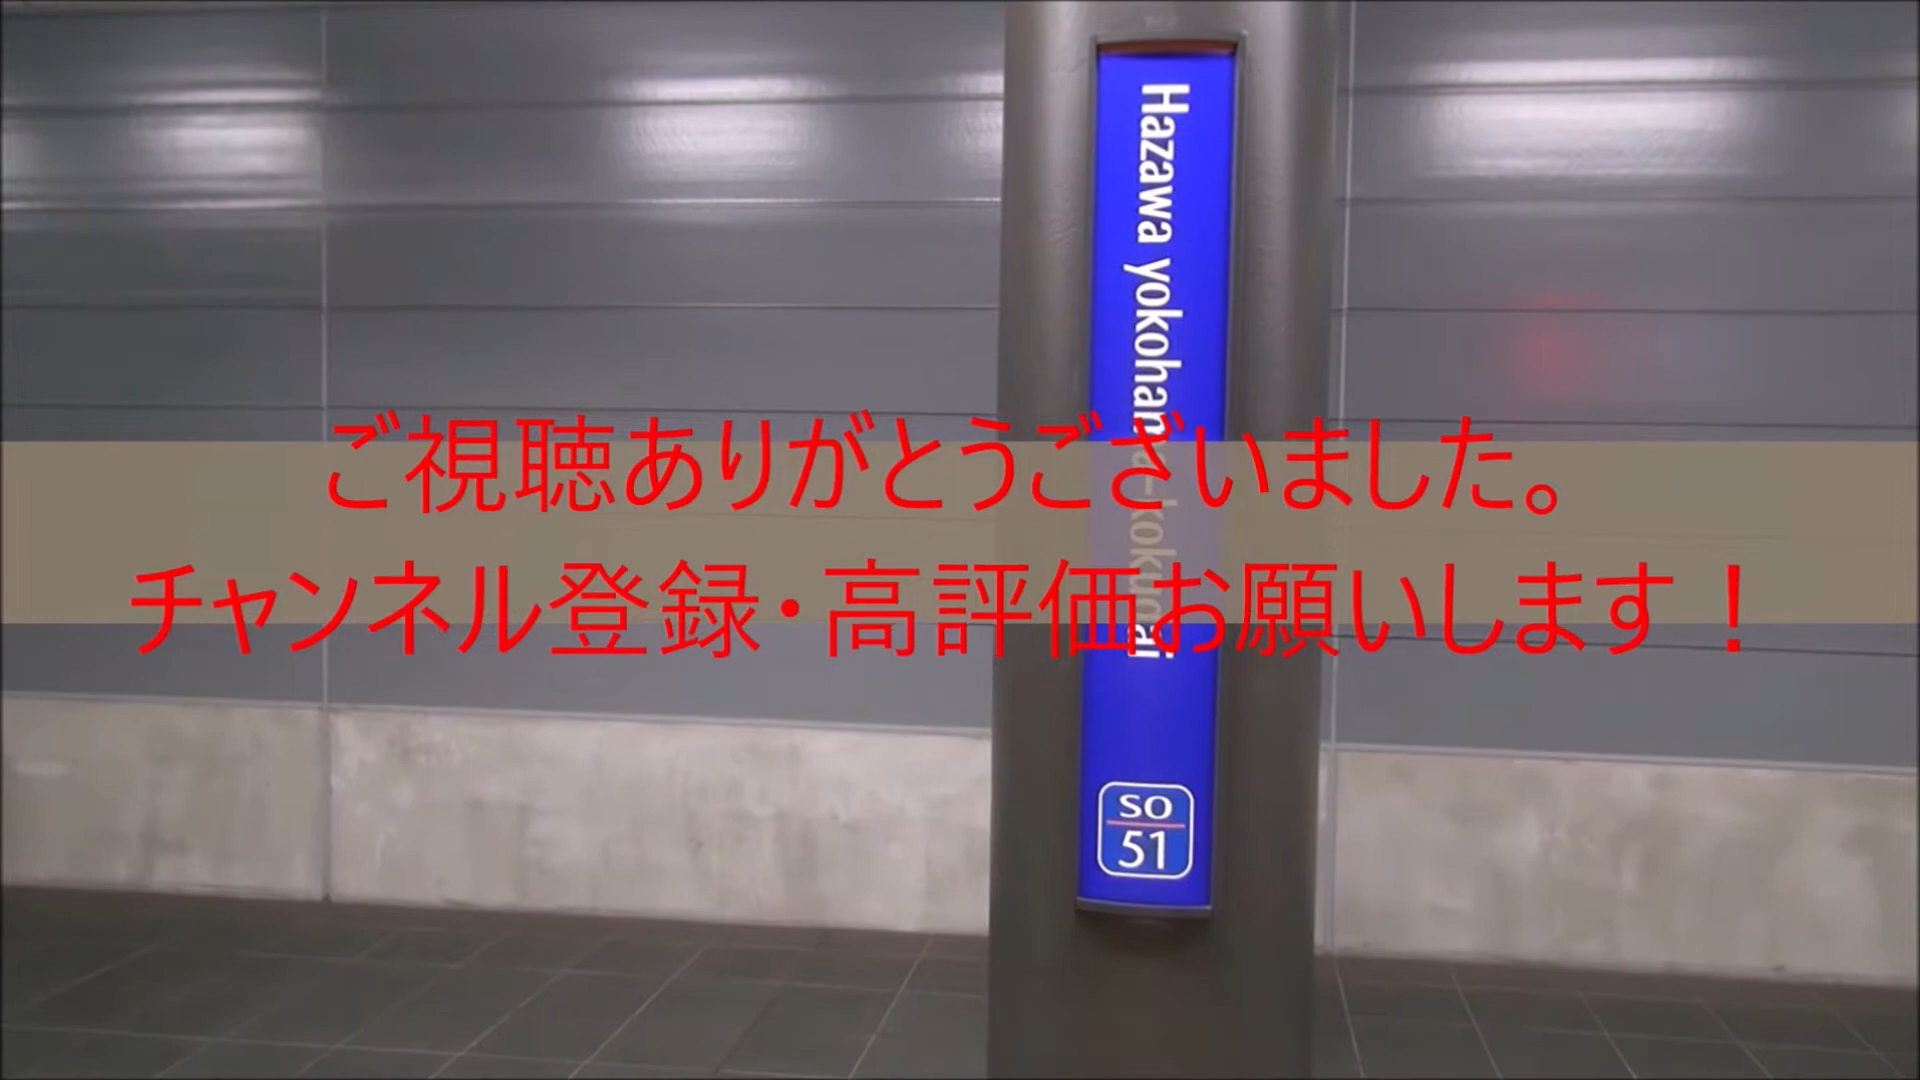 Hazawa yokohama-kokudai
ご視聴ありがとうございました。
チャンネル登録・高評価お願いします！
SO
51